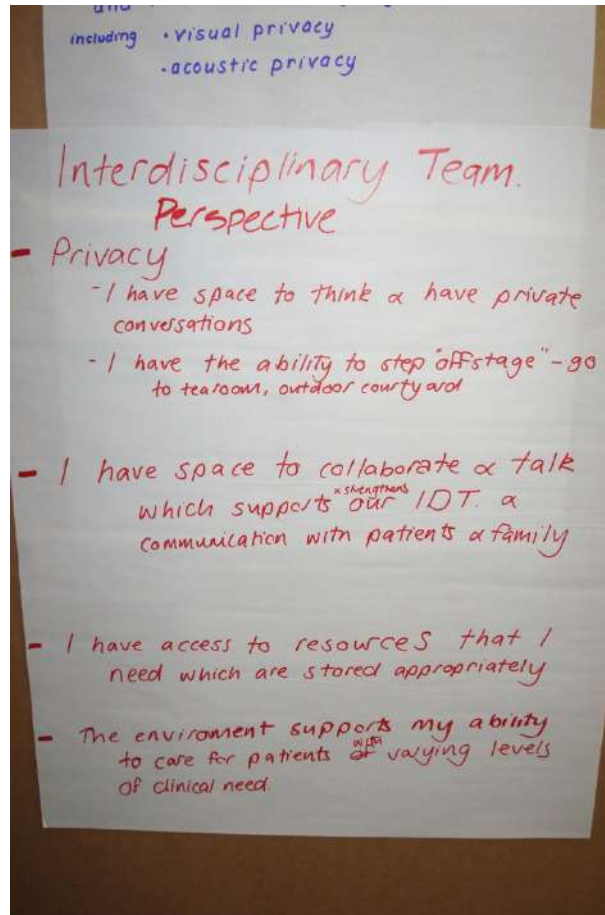 including • visual privacy
• acoustic privacy
Interdisciplinary Team.
Perspective
- Privacy
- I have space to think & have private
conversations
- I have the ability to step "offstage" - go
to tearoom, outdoor courtyard
- I have space to collaborate & talk
which supports & strengthens our IDT. &
communication with patients & family
- I have access to resources that I
need which are stored appropriately
- The enviroment supports my ability
to care for patients with varying levels
of clinical need.